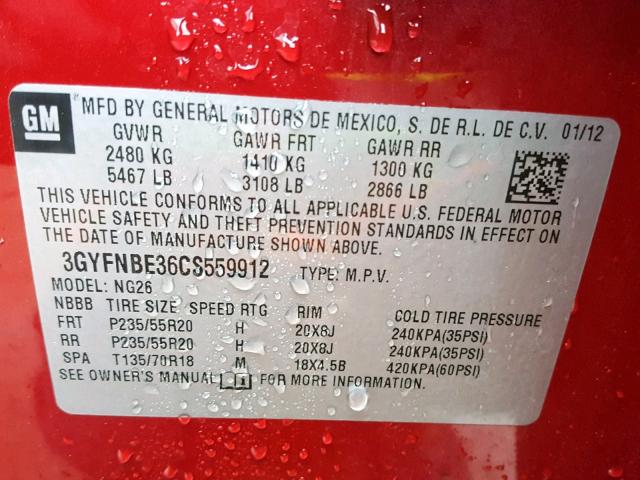 GM® MFD BY GENERAL MOTORS DE MEXICO, S. DE R.L. DE C.V. 01/12
GVWR GAWR FRT GAWR RR
2480 KG 1410 KG 1300 KG
5467 LB 3108 LB 2866 LB
THIS VEHICLE CONFORMS TO ALL APPLICABLE U.S. FEDERAL MOTOR
VEHICLE SAFETY AND THEFT PREVENTION STANDARDS IN EFFECT ON
THE DATE OF MANUFACTURE SHOWN ABOVE.
3GYFNBE36CS559912 TYPE: M.P.V.
MODEL: NG26
NBBB TIRE SIZE SPEED RTG RIM COLD TIRE PRESSURE
FRT P235/55R20 H 20X8J 240KPA(35PSI)
RR P235/55R20 H 20X8J 240KPA(35PSI)
SPA T135/70R18 M 18X4.5B 420KPA(60PSI)
SEE OWNER'S MANUAL FOR MORE INFORMATION.